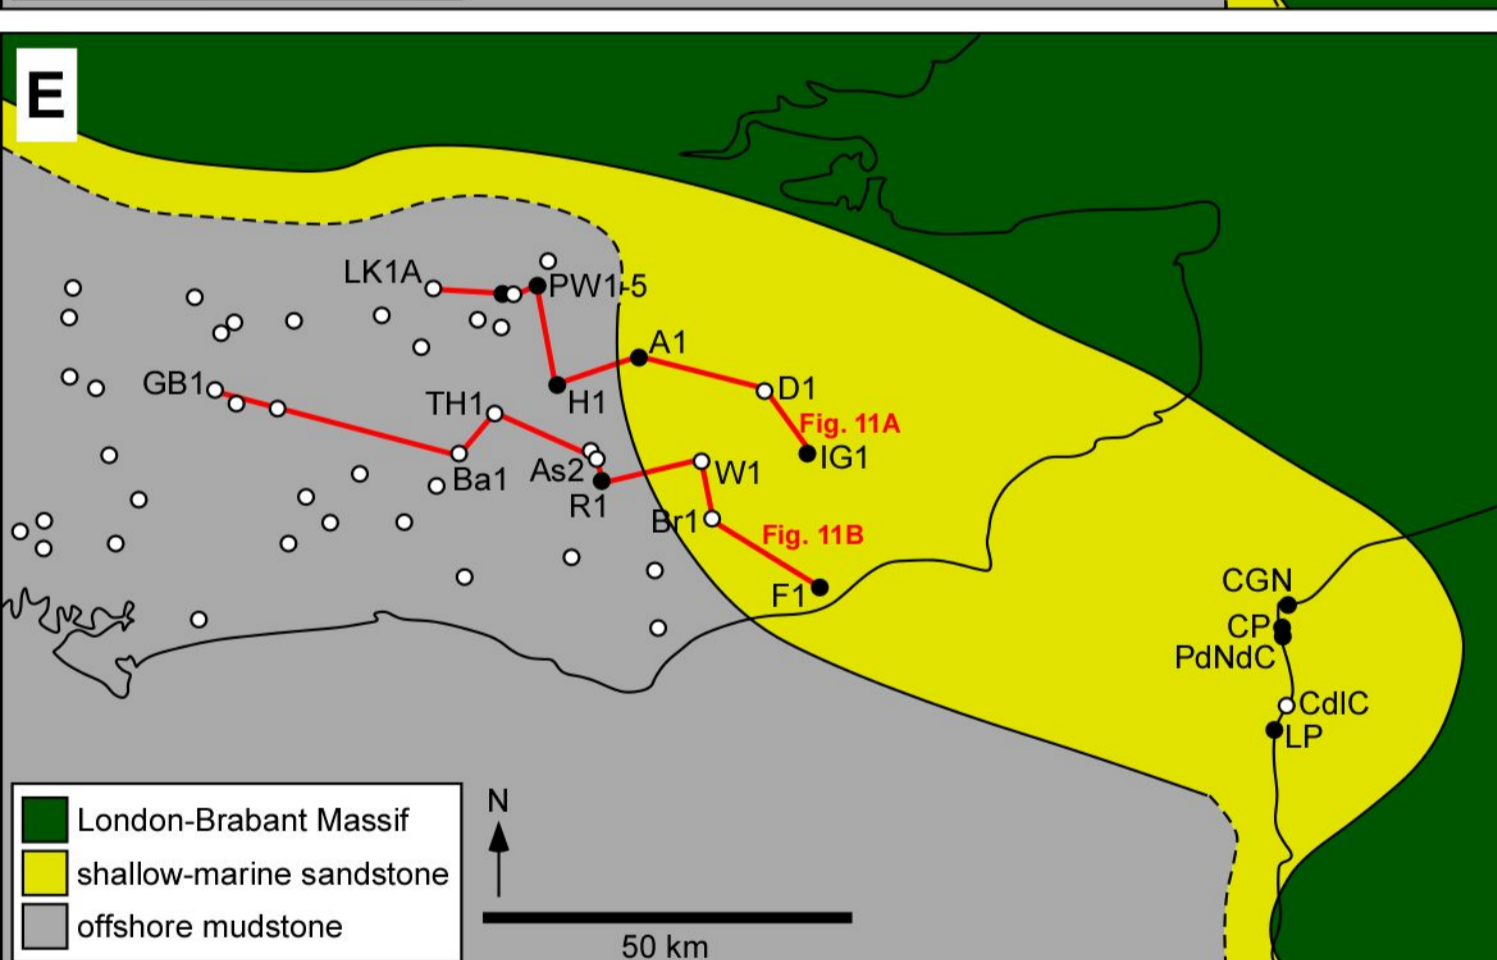 E
LK1A
PW1-5
A1
GB1
D1
TH1
H1
Fig. 11A
IG1
As2
Ba1
W1
R1
Br1
Fig. 11B
CGN
F1
CP
PdNdC
CdlC
LP
London-Brabant Massif
N
shallow-marine sandstone
offshore mudstone
50 km